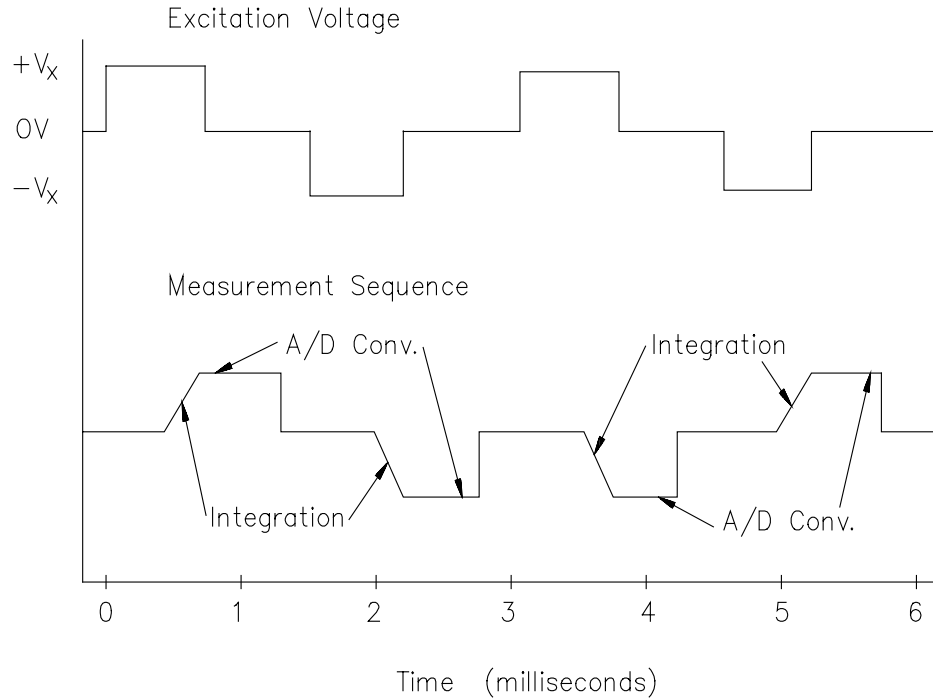 Excitation Voltage
+Vx
0V
−Vx
Measurement Sequence
A/D Conv.
Integration
Integration
A/D Conv.
0 1 2 3 4 5 6
Time (milliseconds)